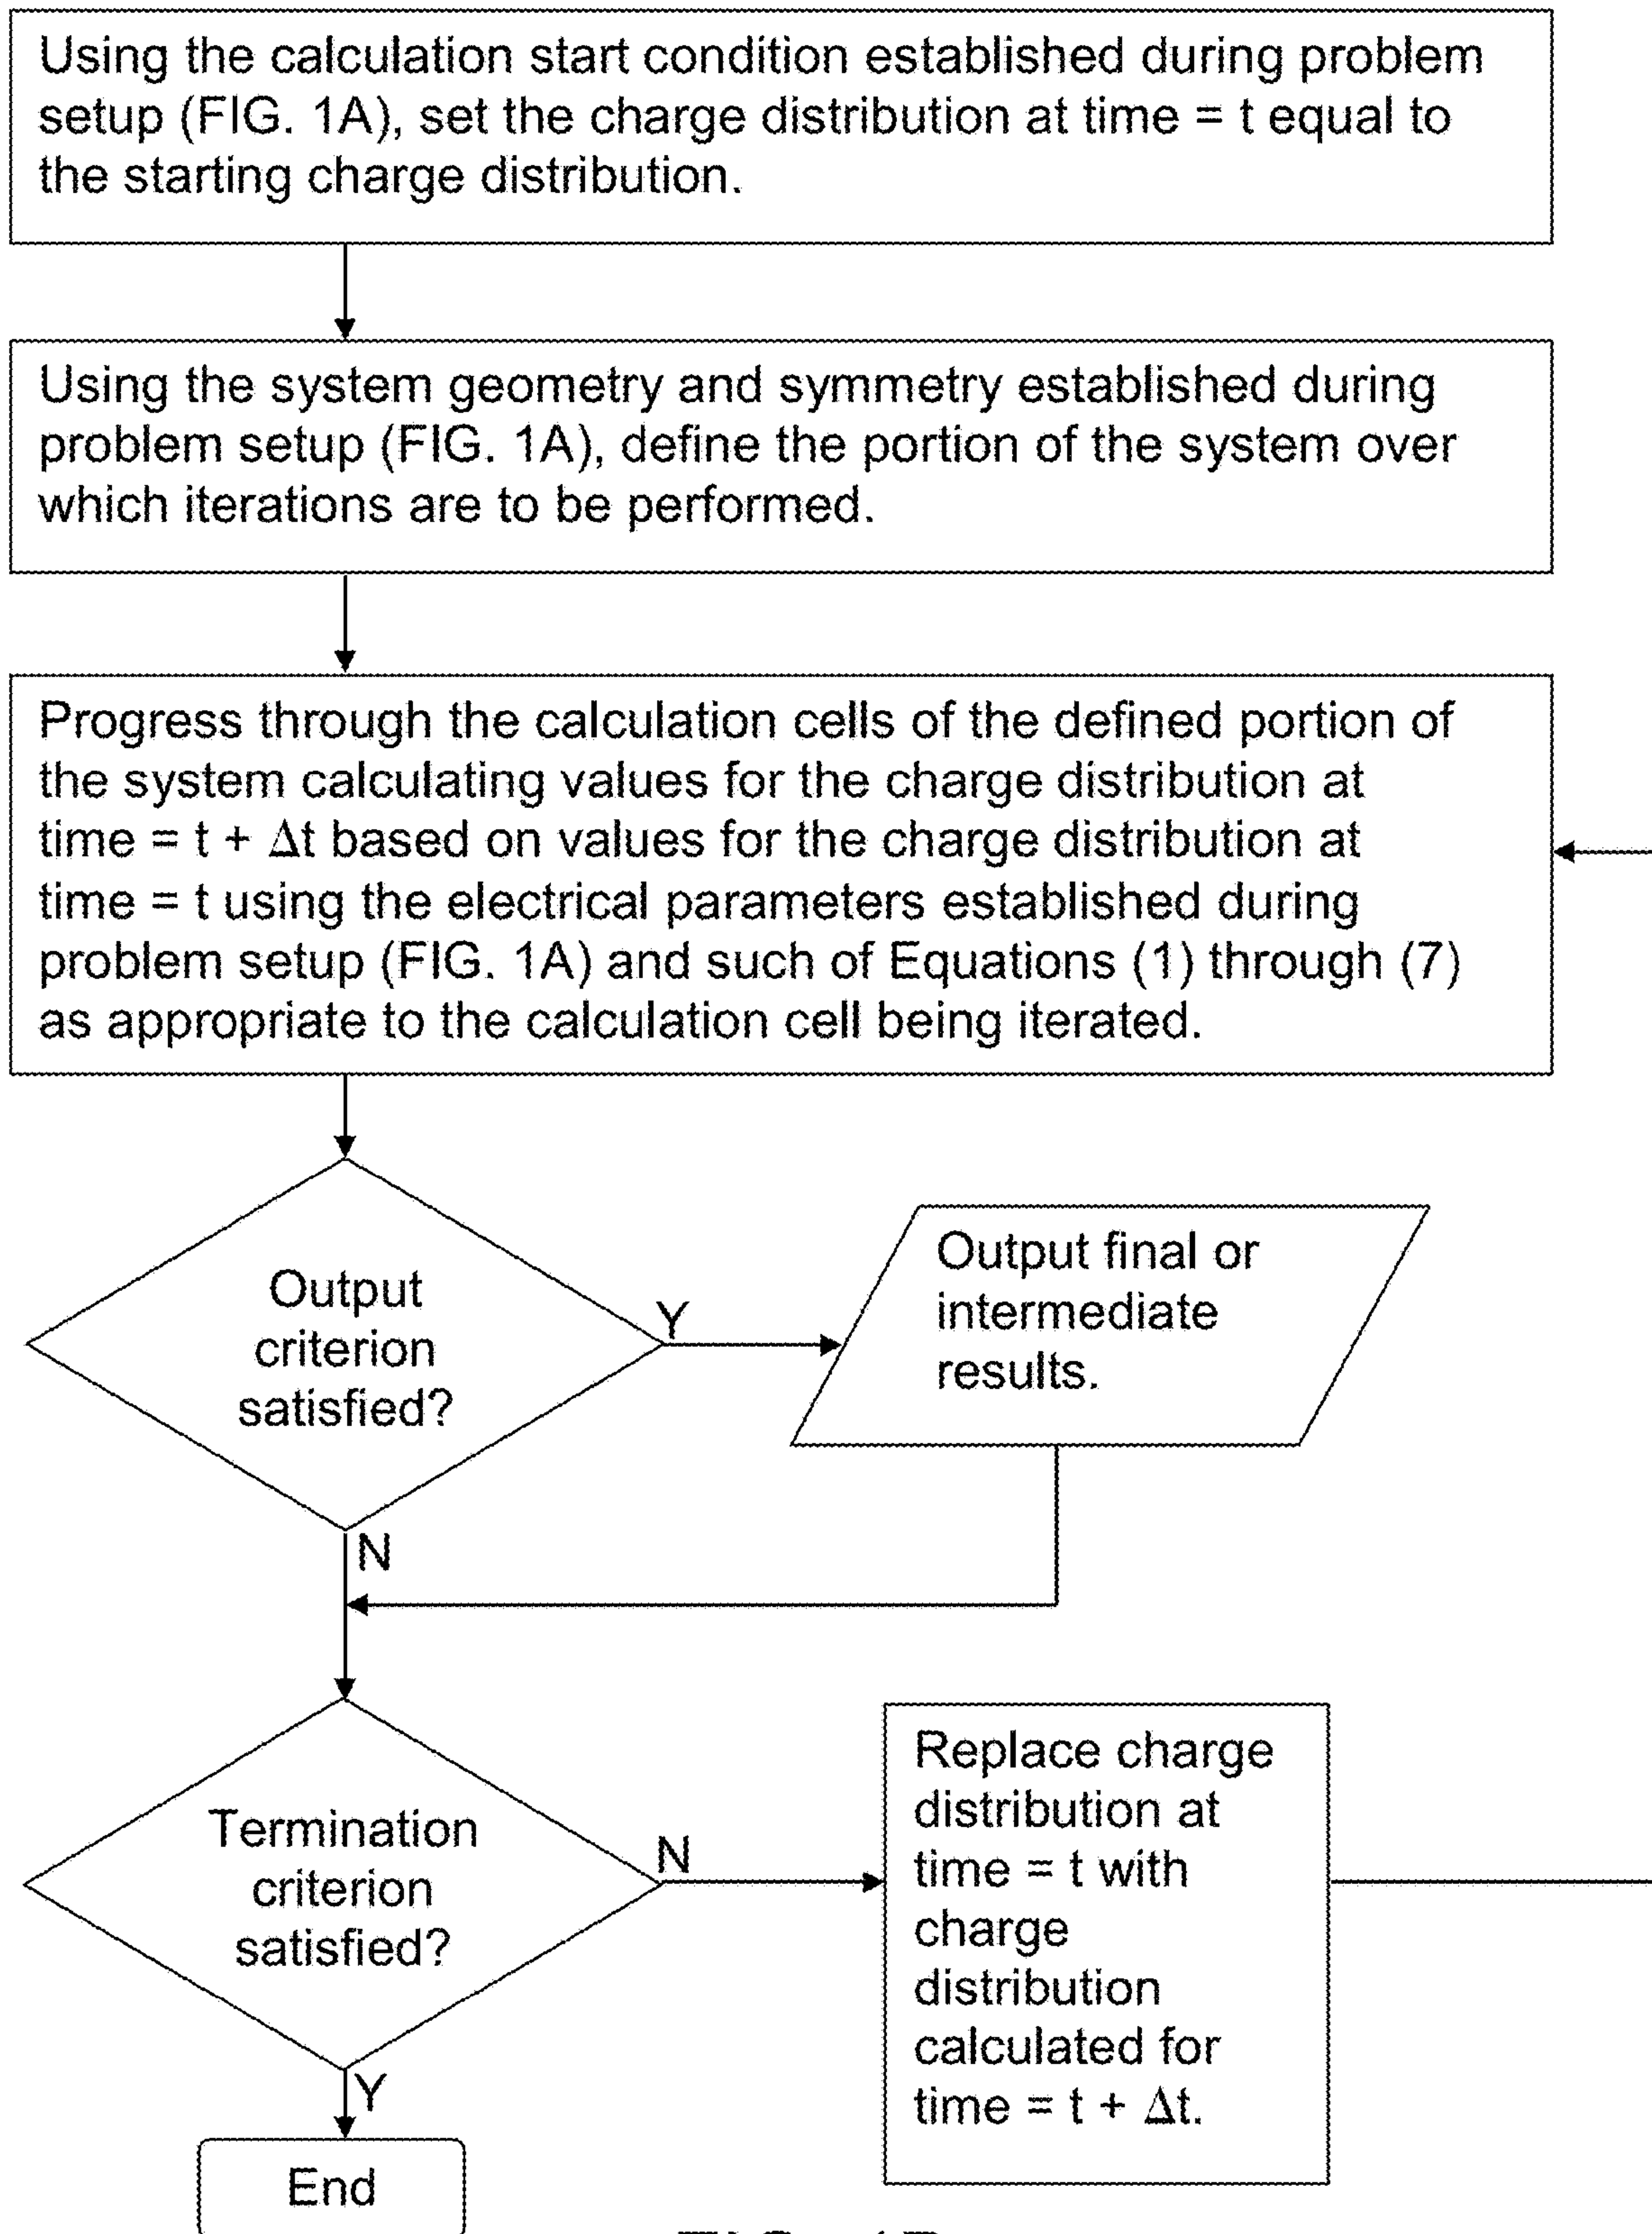 Using the calculation start condition established during problem
setup (FIG. 1A), set the charge distribution at time = t equal to
the starting charge distribution.
Using the system geometry and symmetry established during
problem setup (FIG. 1A), define the portion of the system over
which iterations are to be performed.
Progress through the calculation cells of the defined portion of
the system calculating values for the charge distribution at
time = t + Δt based on values for the charge distribution at
time = t using the electrical parameters established during
problem setup (FIG. 1A) and such of Equations (1) through (7)
as appropriate to the calculation cell being iterated.
Output
criterion
satisfied?
Y
Output final or
intermediate
results.
N
Termination
criterion
satisfied?
N
Replace charge
distribution at
time = t with
charge
distribution
calculated for
time = t + Δt.
Y
End